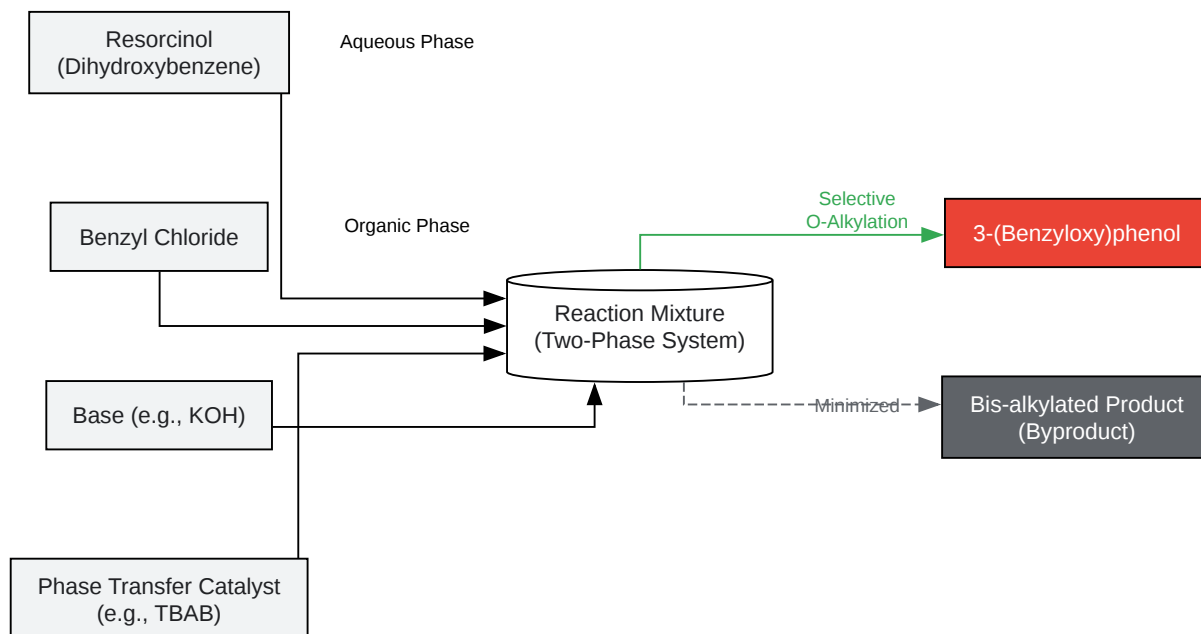 Resorcinol
(Dihydroxybenzene)
Aqueous Phase
Benzyl Chloride
Organic Phase
Selective
O-Alkylation
3-(Benzyloxy)phenol
Reaction Mixture
(Two-Phase System)
Base (e.g., KOH)
Minimized
Bis-alkylated Product
(Byproduct)
Phase Transfer Catalyst
(e.g., TBAB)